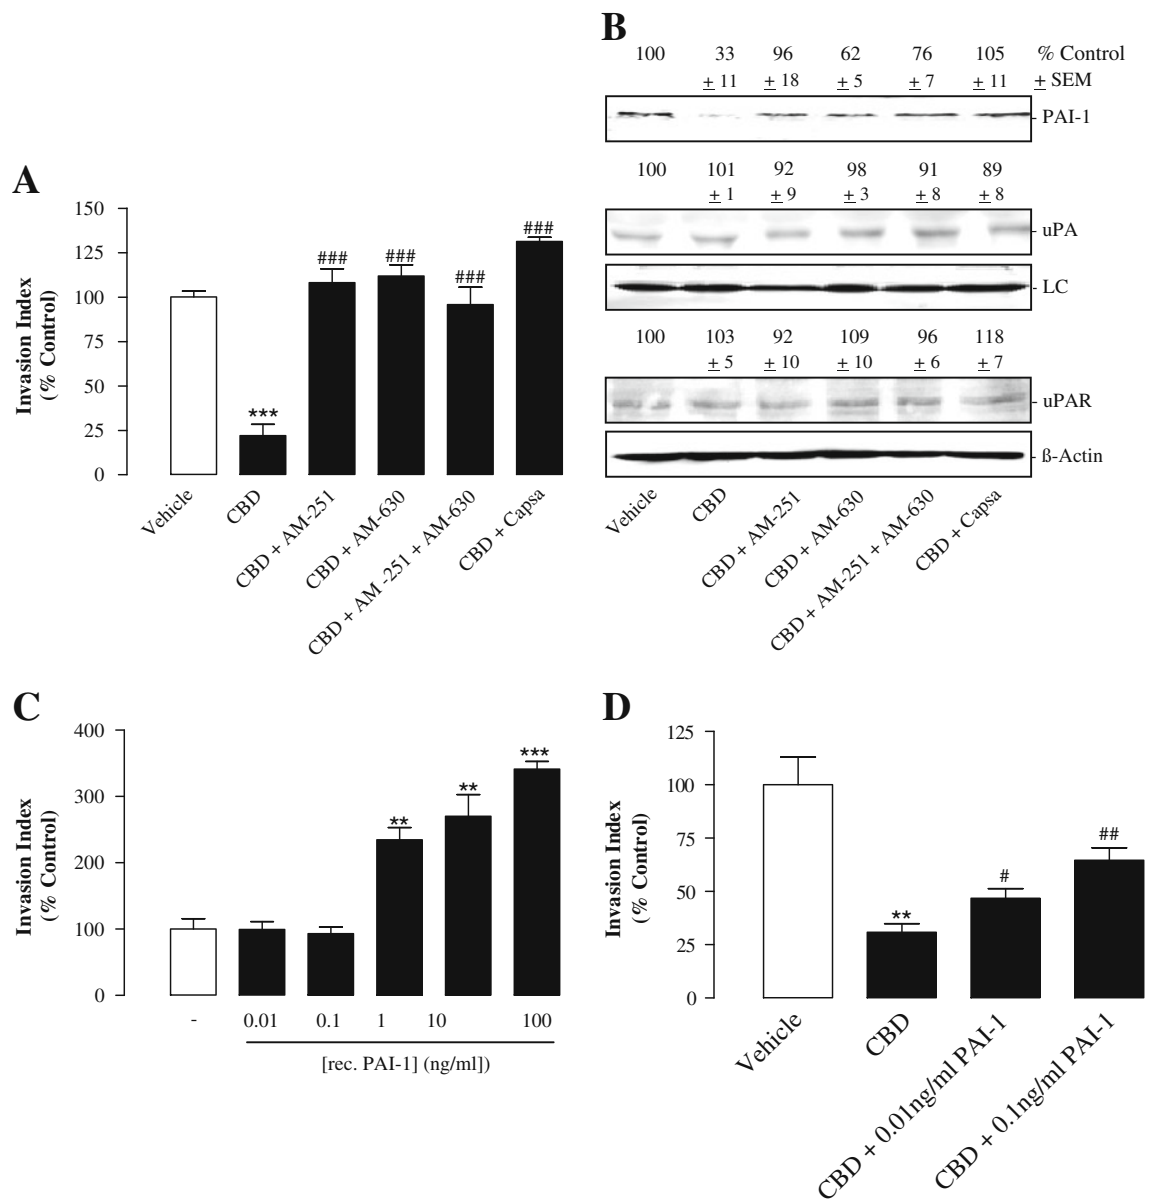 A
150
125
100
75
50
25
0
Invasion Index
(% Control)
***
###
###
###
###
Vehicle
CBD
CBD + AM-251
CBD + AM-630
CBD + AM -251 + AM-630
CBD + Capsa
B
100 33 96 62 76 105 % Control
± 11 ± 18 ± 5 ± 7 ± 11 ± SEM
PAI-1
100 101 92 98 91 89
± 1 ± 9 ± 3 ± 8 ± 8
uPA
LC
100 103 92 109 96 118
± 5 ± 10 ± 10 ± 6 ± 7
uPAR
ß-Actin
Vehicle
CBD
CBD + AM-251
CBD + AM-630
CBD + AM-251 + AM-630
CBD + Capsa
C
400
300
200
100
0
Invasion Index
(% Control)
**
**
***
- 0.01 0.1 1 10 100
[rec. PAI-1] (ng/ml])
D
125
100
75
50
25
0
Invasion Index
(% Control)
**
#
##
Vehicle
CBD
CBD + 0.01ng/ml PAI-1
CBD + 0.1ng/ml PAI-1